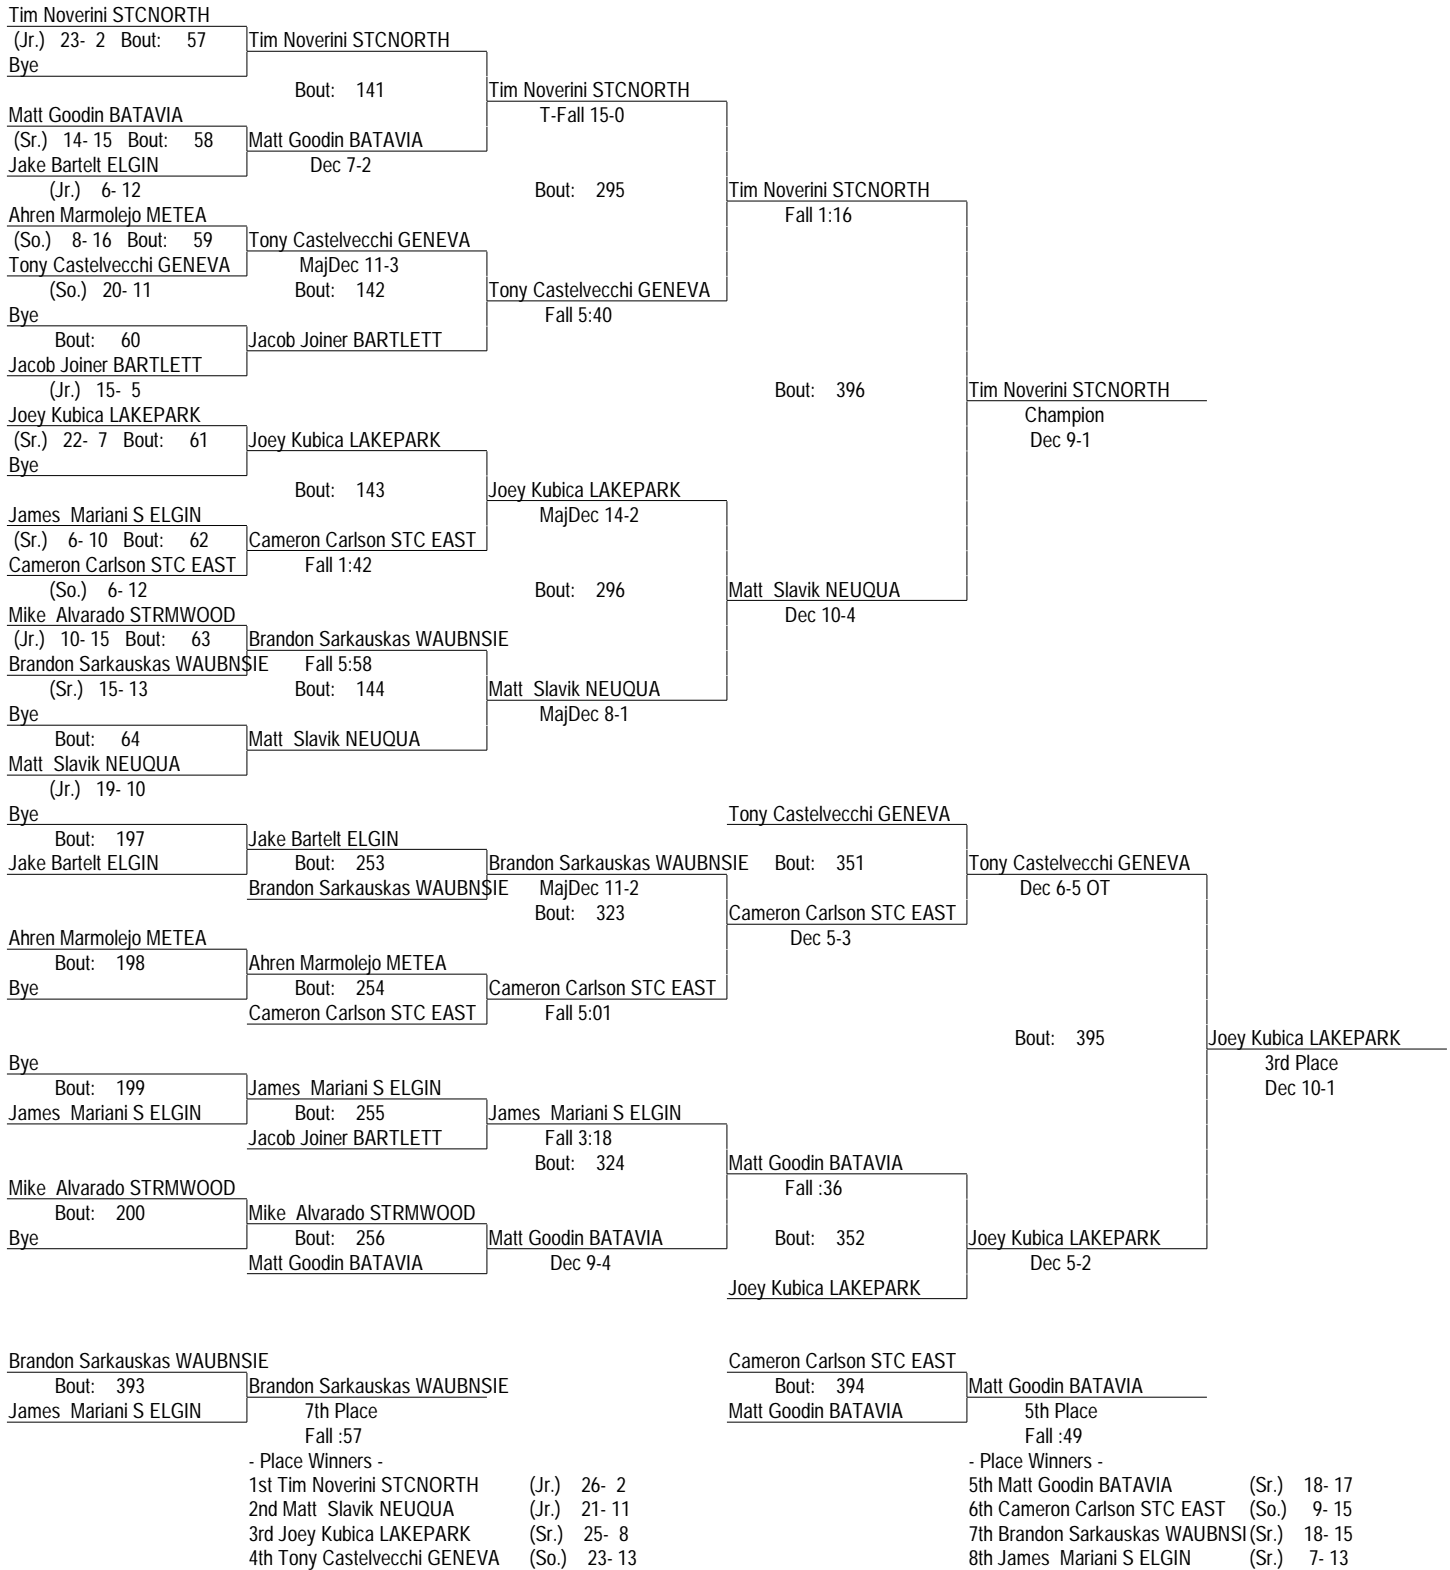 Tim Noverini STCNORTH
(Jr.) 23- 2 Bout: 57 Tim Noverini STCNORTH
Bye
Bout: 141 Tim Noverini STCNORTH
Matt Goodin BATAVIA T-Fall 15-0
(Sr.) 14- 15 Bout: 58 Matt Goodin BATAVIA
Jake Bartelt ELGIN Dec 7-2
(Jr.) 6- 12 Bout: 295 Tim Noverini STCNORTH
Ahren Marmolejo METEA Fall 1:16
(So.) 8- 16 Bout: 59 Tony Castelvecchi GENEVA
Tony Castelvecchi GENEVA MajDec 11-3
(So.) 20- 11 Bout: 142 Tony Castelvecchi GENEVA
Bye Fall 5:40
Bout: 60 Jacob Joiner BARTLETT
Jacob Joiner BARTLETT
(Jr.) 15- 5 Bout: 396 Tim Noverini STCNORTH
Joey Kubica LAKEPARK Champion
(Sr.) 22- 7 Bout: 61 Joey Kubica LAKEPARK Dec 9-1
Bye
Bout: 143 Joey Kubica LAKEPARK
James Mariani S ELGIN MajDec 14-2
(Sr.) 6- 10 Bout: 62 Cameron Carlson STC EAST
Cameron Carlson STC EAST Fall 1:42
(So.) 6- 12 Bout: 296 Matt Slavik NEUQUA
Mike Alvarado STRMWOOD Dec 10-4
(Jr.) 10- 15 Bout: 63 Brandon Sarkauskas WAUBNSIE
Brandon Sarkauskas WAUBNSIE Fall 5:58
(Sr.) 15- 13 Bout: 144 Matt Slavik NEUQUA
Bye MajDec 8-1
Bout: 64 Matt Slavik NEUQUA
Matt Slavik NEUQUA
(Jr.) 19- 10
Bye Tony Castelvecchi GENEVA
Bout: 197 Jake Bartelt ELGIN
Jake Bartelt ELGIN Bout: 253 Brandon Sarkauskas WAUBNSIE Bout: 351 Tony Castelvecchi GENEVA
Brandon Sarkauskas WAUBNSIE MajDec 11-2 Dec 6-5 OT
Bout: 323 Cameron Carlson STC EAST
Ahren Marmolejo METEA Dec 5-3
Bout: 198 Ahren Marmolejo METEA
Bye Bout: 254 Cameron Carlson STC EAST
Cameron Carlson STC EAST Fall 5:01
Bout: 395 Joey Kubica LAKEPARK
Bye 3rd Place
Bout: 199 James Mariani S ELGIN Dec 10-1
James Mariani S ELGIN Bout: 255 James Mariani S ELGIN
Jacob Joiner BARTLETT Fall 3:18
Bout: 324 Matt Goodin BATAVIA
Mike Alvarado STRMWOOD Fall :36
Bout: 200 Mike Alvarado STRMWOOD
Bye Bout: 256 Matt Goodin BATAVIA Bout: 352 Joey Kubica LAKEPARK
Matt Goodin BATAVIA Dec 9-4 Dec 5-2
Joey Kubica LAKEPARK
Brandon Sarkauskas WAUBNSIE Cameron Carlson STC EAST
Bout: 393 Brandon Sarkauskas WAUBNSIE Bout: 394 Matt Goodin BATAVIA
James Mariani S ELGIN 7th Place Matt Goodin BATAVIA 5th Place
Fall :57 Fall :49
- Place Winners - - Place Winners -
1st Tim Noverini STCNORTH (Jr.) 26- 2 5th Matt Goodin BATAVIA (Sr.) 18- 17
2nd Matt Slavik NEUQUA (Jr.) 21- 11 6th Cameron Carlson STC EAST (So.) 9- 15
3rd Joey Kubica LAKEPARK (Sr.) 25- 8 7th Brandon Sarkauskas WAUBNSI (Sr.) 18- 15
4th Tony Castelvecchi GENEVA (So.) 23- 13 8th James Mariani S ELGIN (Sr.) 7- 13